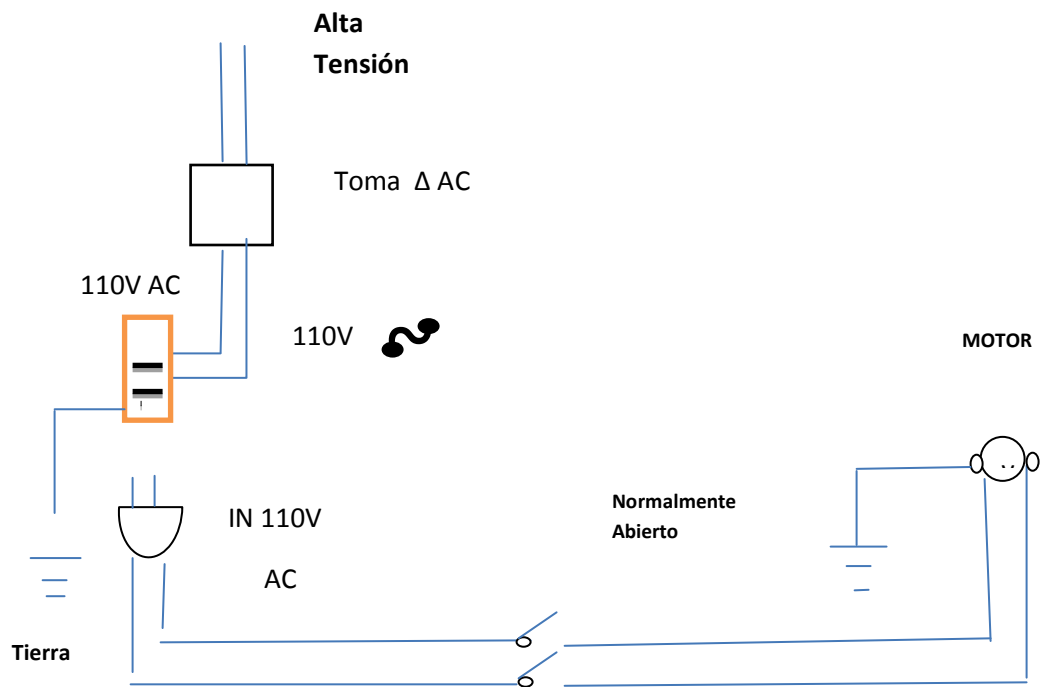 Alta
Tensión
Toma Δ AC
110V AC
110V
MOTOR
IN 110V
AC
Normalmente
Abierto
Tierra